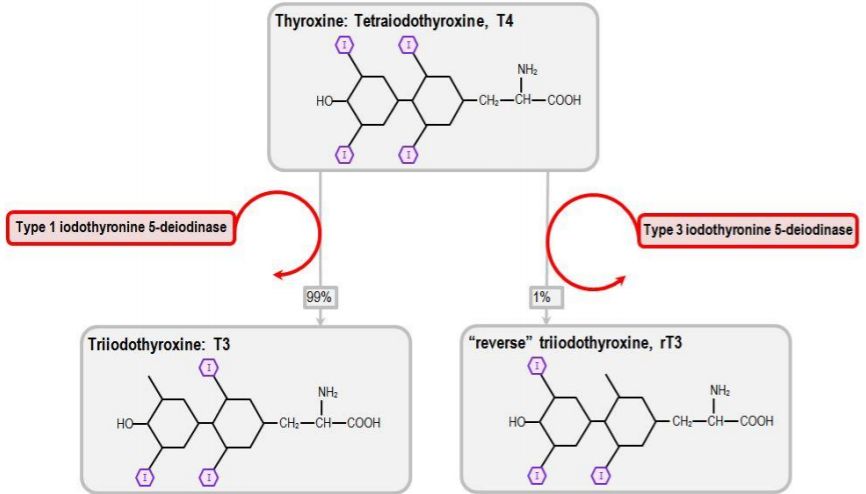 Thyroxine: Tetraiodothyroxine, T4
I I
NH₂
HO CH₂ CH COOH
I I
Type 1 iodothyronine 5-deiodinase
Type 3 iodothyronine 5-deiodinase
99%
1%
Triiodothyroxine: T3
I
NH₂
HO CH₂ CH COOH
I I
“reverse” triiodothyroxine, rT3
I
NH₂
HO CH₂ CH COOH
I I